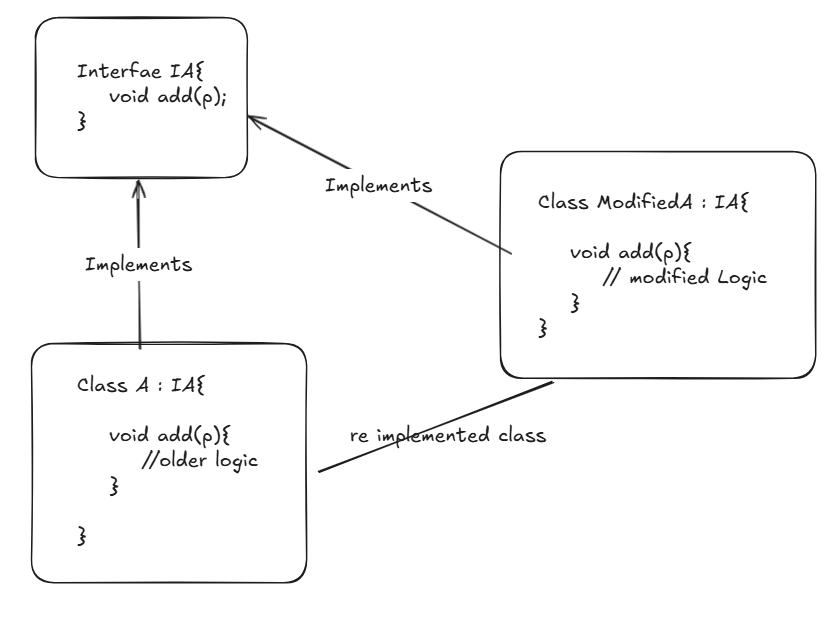 Interfae IA{
void add(p);
}
Implements
Class ModifiedA : IA{
void add(p){
// modified Logic
}
}
Implements
Class A : IA{
void add(p){
//older logic
}
}
re implemented class